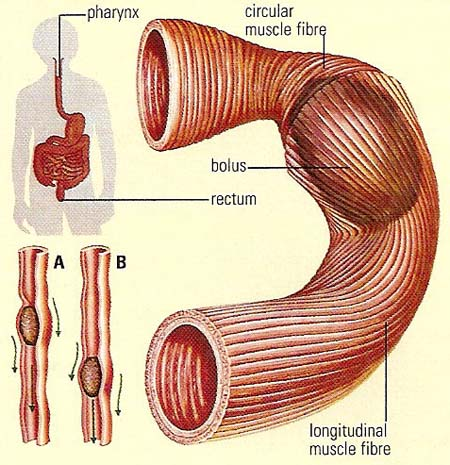 pharynx
circular
muscle fibre
bolus
rectum
A
B
longitudinal
muscle fibre